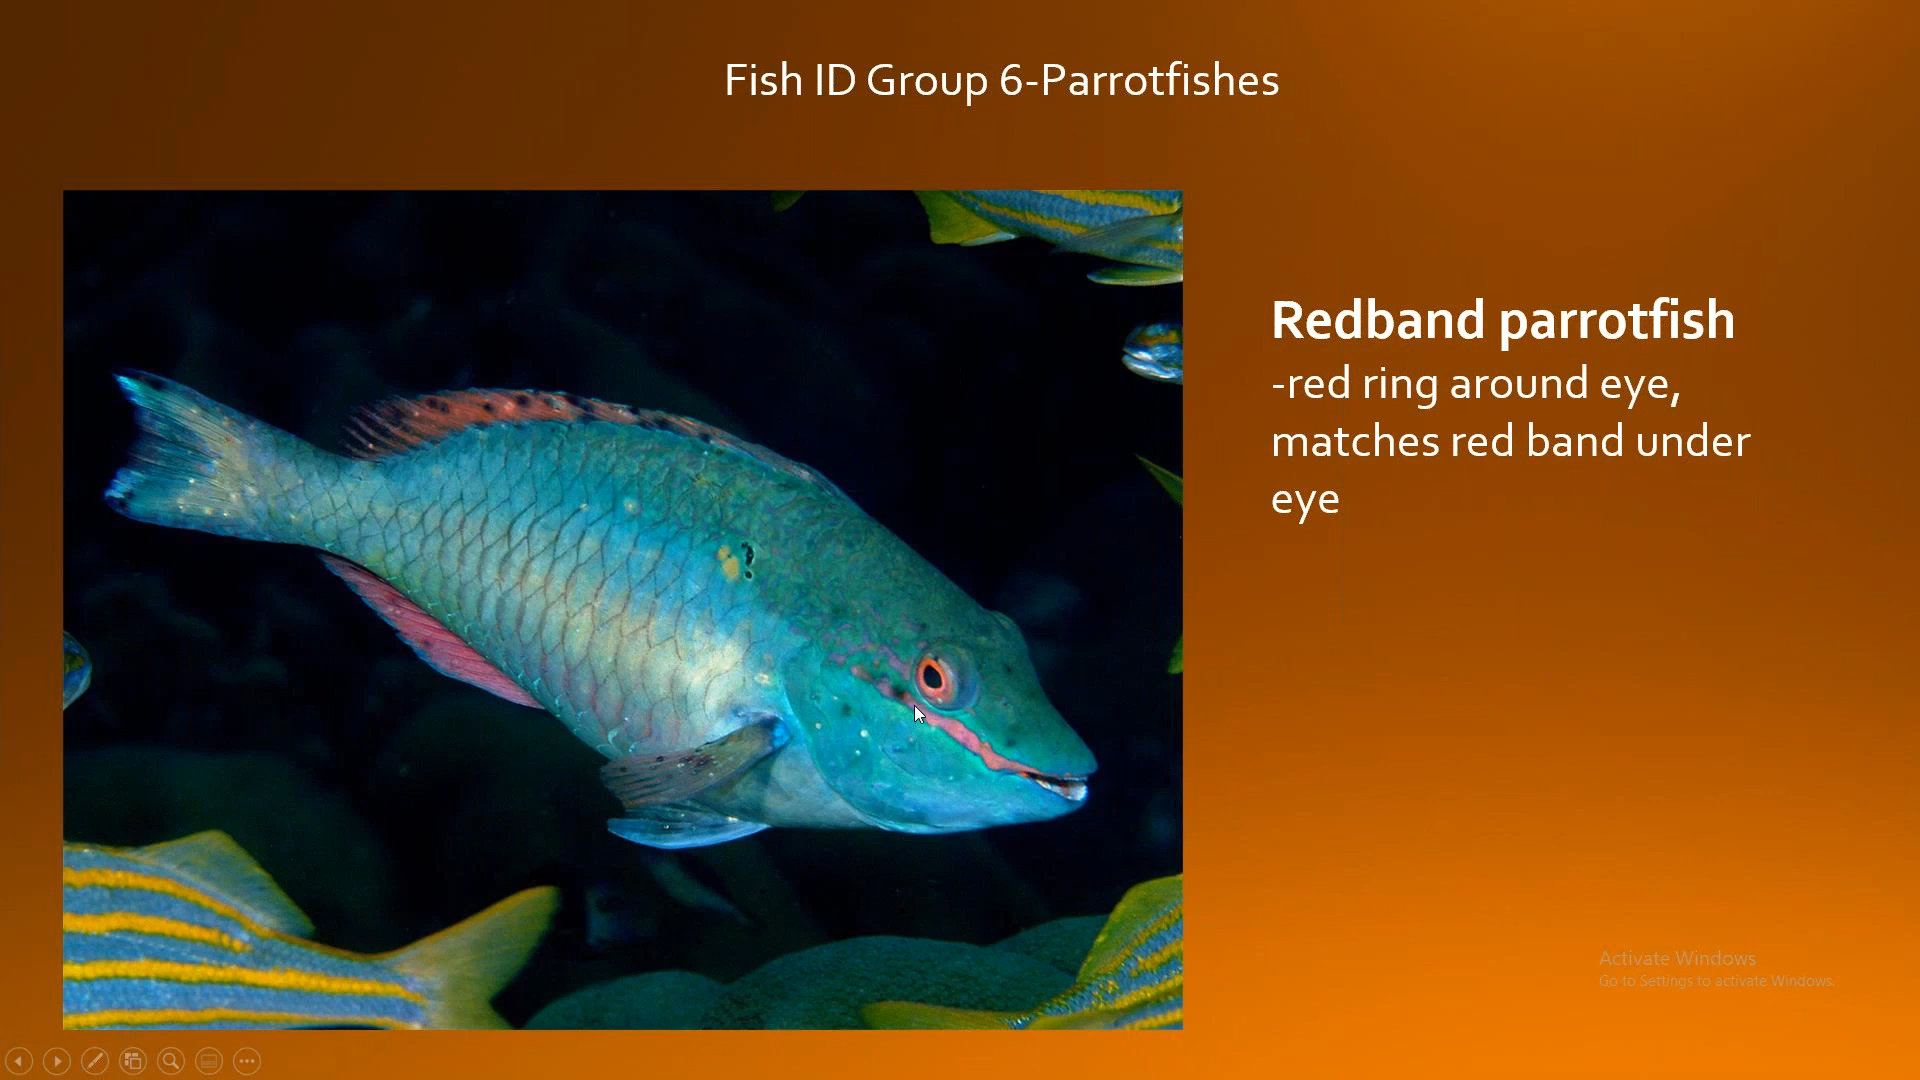 Fish ID Group 6-Parrotfishes
Redband parrotfish
-red ring around eye,
matches red band under
eye
Activate Windows
Go to Settings to activate Windows.